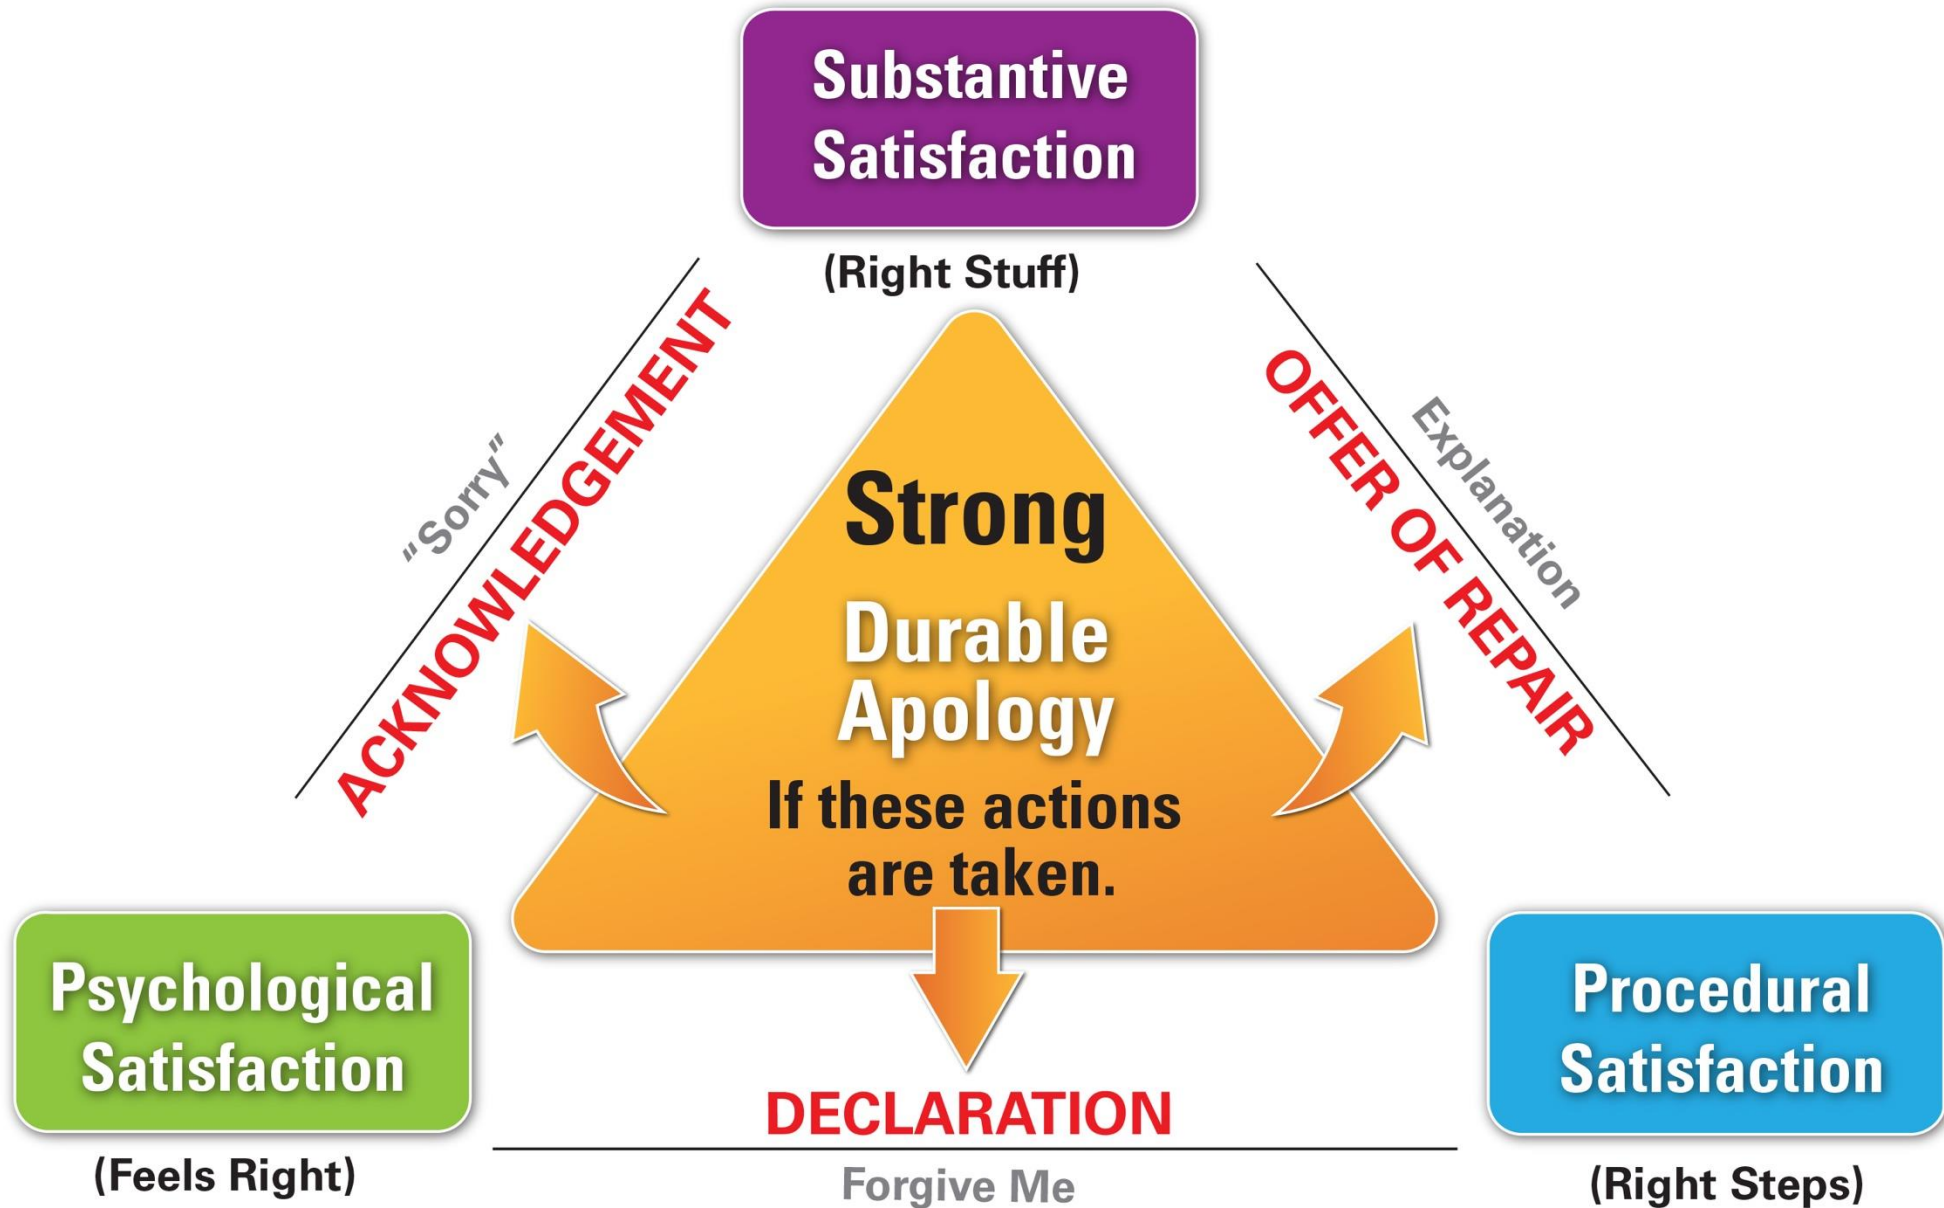 Substantive
Satisfaction
(Right Stuff)
"Sorry"
ACKNOWLEDGEMENT
Explanation
OFFER OF REPAIR
Strong
Durable
Apology
If these actions
are taken.
Psychological
Satisfaction
(Feels Right)
DECLARATION
Forgive Me
Procedural
Satisfaction
(Right Steps)